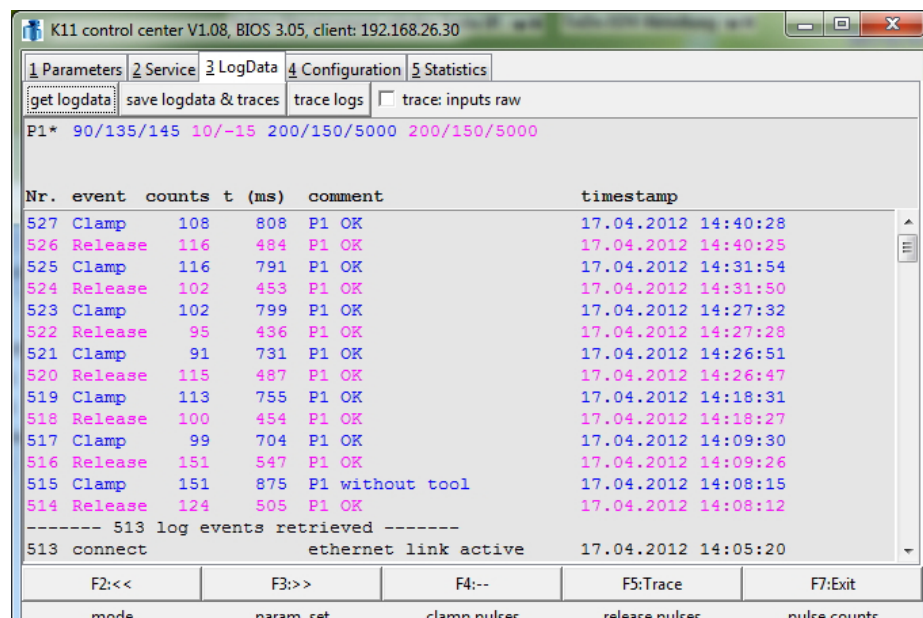 K11 control center V1.08, BIOS 3.05, client: 192.168.26.30
1 Parameters 2 Service 3 LogData 4 Configuration 5 Statistics
get logdata save logdata & traces trace logs trace: inputs raw
P1* 90/135/145 10/-15 200/150/5000 200/150/5000
Nr. event counts t (ms) comment timestamp
527 Clamp 108 808 P1 OK 17.04.2012 14:40:28
526 Release 116 484 P1 OK 17.04.2012 14:40:25
525 Clamp 116 791 P1 OK 17.04.2012 14:31:54
524 Release 102 453 P1 OK 17.04.2012 14:31:50
523 Clamp 102 799 P1 OK 17.04.2012 14:27:32
522 Release 95 436 P1 OK 17.04.2012 14:27:28
521 Clamp 91 731 P1 OK 17.04.2012 14:26:51
520 Release 115 487 P1 OK 17.04.2012 14:26:47
519 Clamp 113 755 P1 OK 17.04.2012 14:18:31
518 Release 100 454 P1 OK 17.04.2012 14:18:27
517 Clamp 99 704 P1 OK 17.04.2012 14:09:30
516 Release 151 547 P1 OK 17.04.2012 14:09:26
515 Clamp 151 875 P1 without tool 17.04.2012 14:08:15
514 Release 124 505 P1 OK 17.04.2012 14:08:12
------- 513 log events retrieved -------
513 connect ethernet link active 17.04.2012 14:05:20
F2:<< F3:>> F4:-- F5:Trace F7:Exit
mode param. set clamp pulses release pulses pulse counts